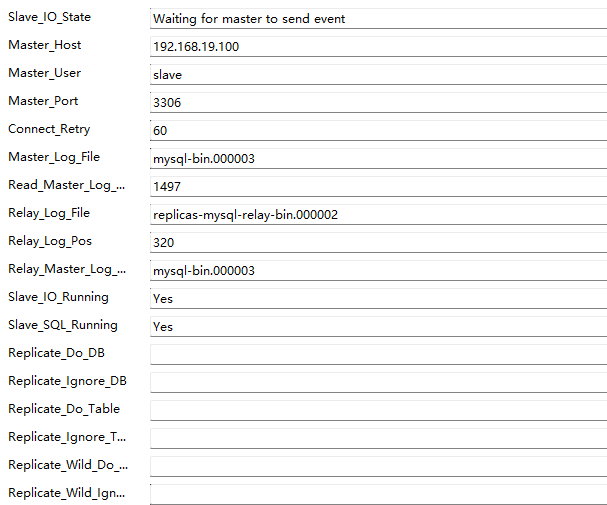 Slave_IO_State Waiting for master to send event
Master_Host 192.168.19.100
Master_User slave
Master_Port 3306
Connect_Retry 60
Master_Log_File mysql-bin.000003
Read_Master_Log_... 1497
Relay_Log_File replicas-mysql-relay-bin.000002
Relay_Log_Pos 320
Relay_Master_Log_... mysql-bin.000003
Slave_IO_Running Yes
Slave_SQL_Running Yes
Replicate_Do_DB
Replicate_Ignore_DB
Replicate_Do_Table
Replicate_Ignore_T...
Replicate_Wild_Do_...
Replicate_Wild_Ign...